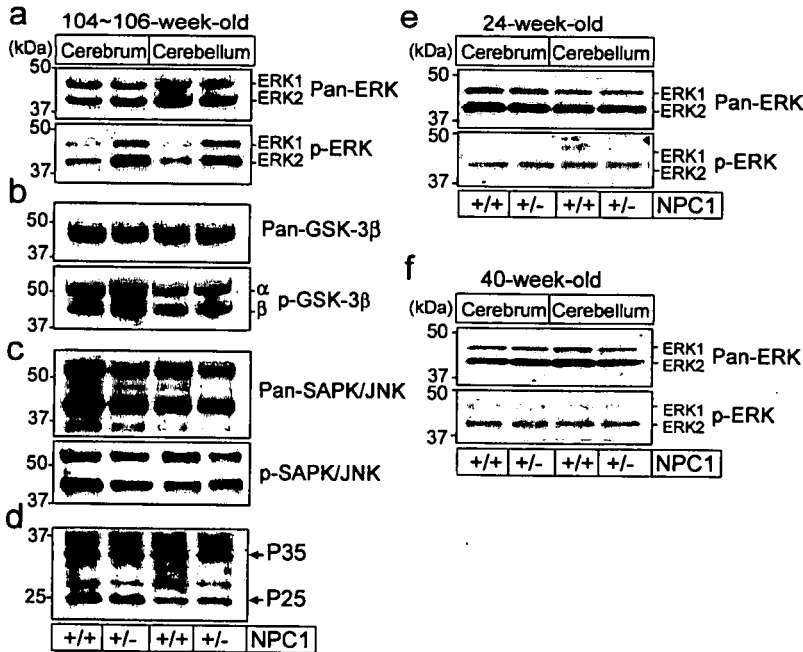 a
104~106-week-old
(kDa) Cerebrum Cerebellum
50
37
ERK1
ERK2
Pan-ERK
50
37
ERK1
ERK2
p-ERK
b
50
37
Pan-GSK-3β
50
37
α
β
p-GSK-3β
c
50
37
Pan-SAPK/JNK
50
37
p-SAPK/JNK
d
37
25
P35
P25
+/+ +/- +/+ +/- NPC1
e
24-week-old
(kDa) Cerebrum Cerebellum
50
37
ERK1
ERK2
Pan-ERK
50
37
ERK1
ERK2
p-ERK
+/+ +/- +/+ +/- NPC1
f
40-week-old
(kDa) Cerebrum Cerebellum
50
37
ERK1
ERK2
Pan-ERK
50
37
ERK1
ERK2
p-ERK
+/+ +/- +/+ +/- NPC1